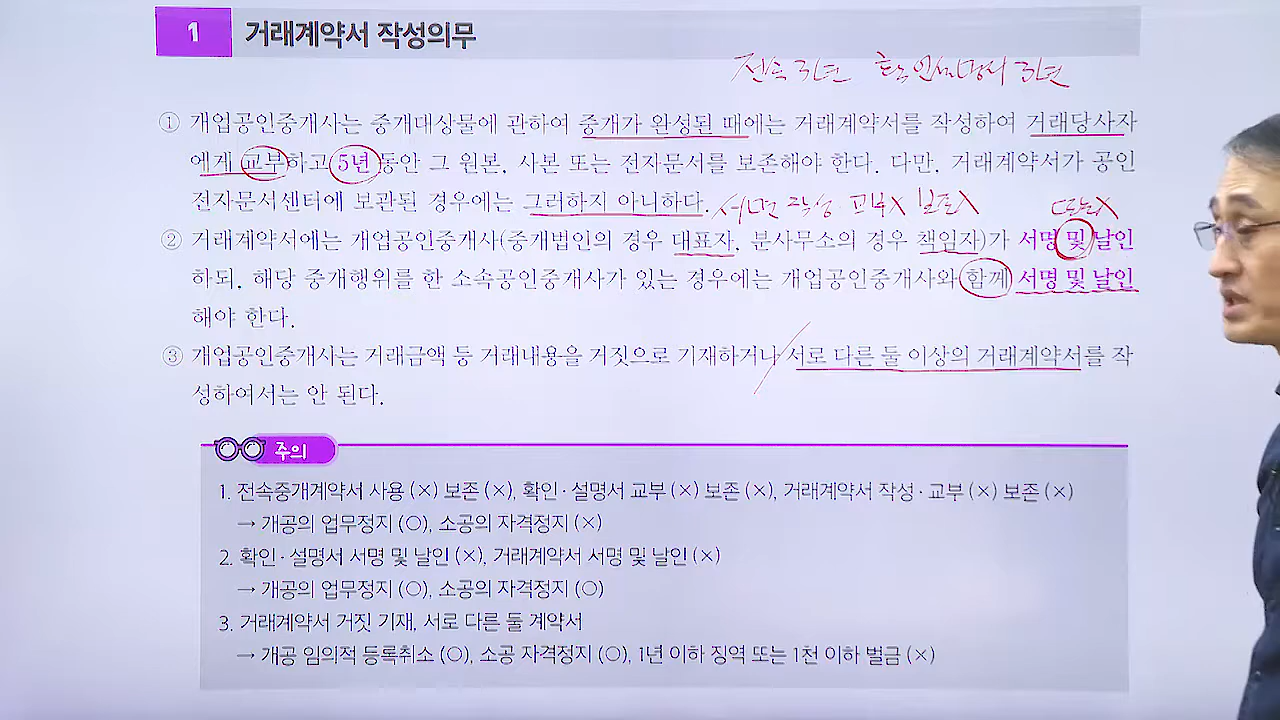 1 거래계약서 작성의무
전속 3년 확인설명서 3년
① 개업공인중개사는 중개대상물에 관하여 중개가 완성된 때에는 거래계약서를 작성하여 거래당사자
에게 교부하고 5년 동안 그 원본, 사본 또는 전자문서를 보존해야 한다. 다만, 거래계약서가 공인
전자문서센터에 보관된 경우에는 그러하지 아니하다. 서면 작성·교부X 보존X
또는X
② 거래계약서에는 개업공인중개사(중개법인의 경우 대표자, 분사무소의 경우 책임자)가 서명 및 날인
하되, 해당 중개행위를 한 소속공인중개사가 있는 경우에는 개업공인중개사와 함께 서명 및 날인
해야 한다.
③ 개업공인중개사는 거래금액 등 거래내용을 거짓으로 기재하거나 서로 다른 둘 이상의 거래계약서를 작
성하여서는 안 된다.
주의
1. 전속중개계약서 사용 (×) 보존 (×), 확인·설명서 교부 (×) 보존 (×), 거래계약서 작성·교부 (×) 보존 (×)
→ 개공의 업무정지 (○), 소공의 자격정지 (×)
2. 확인·설명서 서명 및 날인 (×), 거래계약서 서명 및 날인 (×)
→ 개공의 업무정지 (○), 소공의 자격정지 (○)
3. 거래계약서 거짓 기재, 서로 다른 둘 계약서
→ 개공 임의적 등록취소 (○), 소공 자격정지 (○), 1년 이하 징역 또는 1천 이하 벌금 (×)